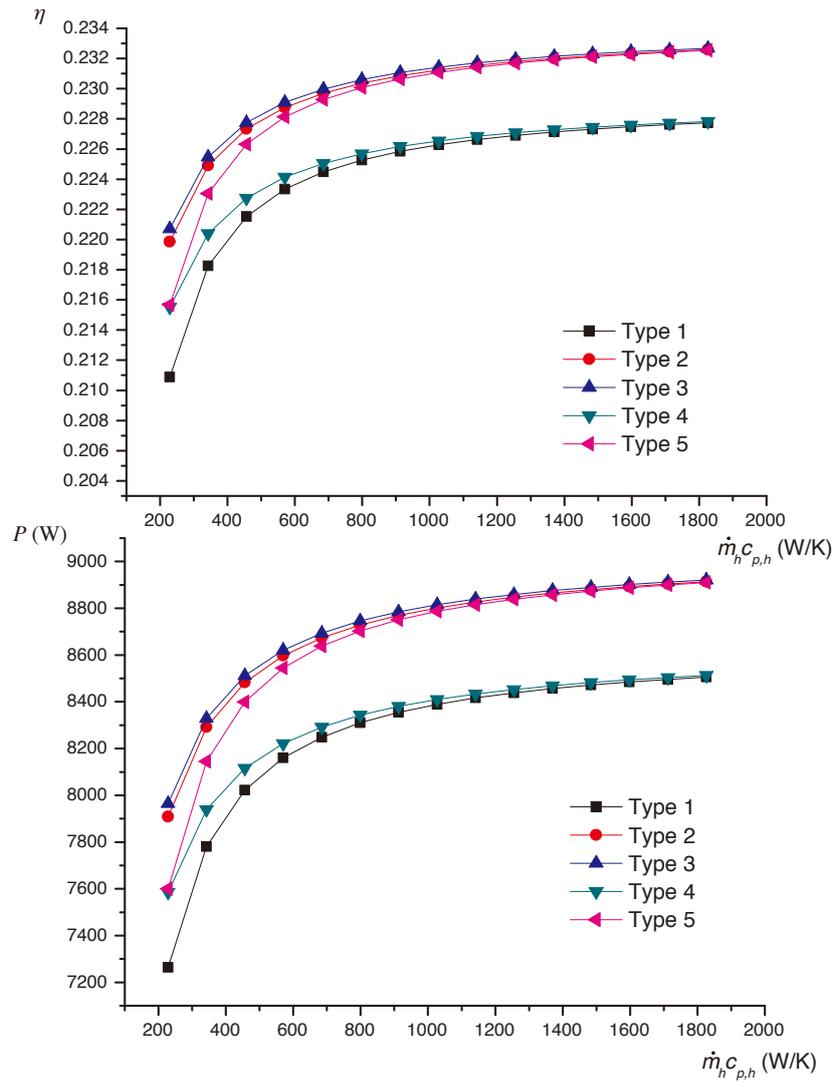 η
0.234
0.232
0.230
0.228
0.226
0.224
0.222
0.220
0.218
0.216
0.214
0.212
0.210
0.208
0.206
0.204
Type 1
Type 2
Type 3
Type 4
Type 5
200 400 600 800 1000 1200 1400 1600 1800 2000
ṁ_h c_{p,h} (W/K)
P (W)
9000
8800
8600
8400
8200
8000
7800
7600
7400
7200
Type 1
Type 2
Type 3
Type 4
Type 5
200 400 600 800 1000 1200 1400 1600 1800 2000
ṁ_h c_{p,h} (W/K)